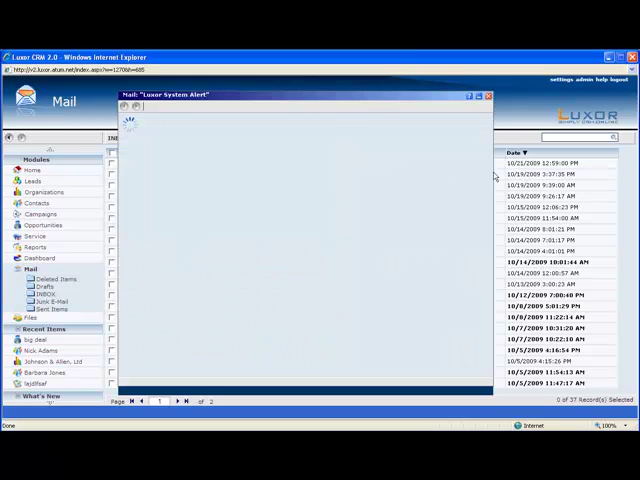 Luxor CRM 2.0 - Windows Internet Explorer
http://v2.luxor.atum.net/index.aspx?w=1270&h=685
settings admin help logout
Mail
LUXOR
SIMPLY CRM ONLINE
Mail: "Luxor System Alert"
Modules
Home
Leads
Organizations
Contacts
Campaigns
Opportunities
Service
Reports
Dashboard
Mail
Deleted Items
Drafts
INBOX
Junk E-Mail
Sent Items
Files
Recent Items
big deal
Nick Adams
Johnson & Allen, Ltd
Barbara Jones
What's New
Date ▼
10/21/2009 12:59:00 PM
10/19/2009 3:37:35 PM
10/19/2009 9:39:00 AM
10/19/2009 9:26:17 AM
10/15/2009 12:06:23 PM
10/15/2009 11:54:00 AM
10/14/2009 8:01:21 PM
10/14/2009 7:01:17 PM
10/14/2009 4:01:01 PM
10/14/2009 10:01:44 AM
10/14/2009 12:00:57 AM
10/13/2009 3:00:23 AM
10/12/2009 7:00:40 PM
10/8/2009 5:01:29 PM
10/8/2009 11:22:14 AM
10/7/2009 10:31:20 AM
10/7/2009 10:22:10 AM
10/5/2009 4:16:54 PM
10/5/2009 4:15:26 PM
10/5/2009 11:54:13 AM
10/5/2009 11:47:17 AM
Page 1 of 2
0 of 37 Record(s) Selected
Done
Internet
100%